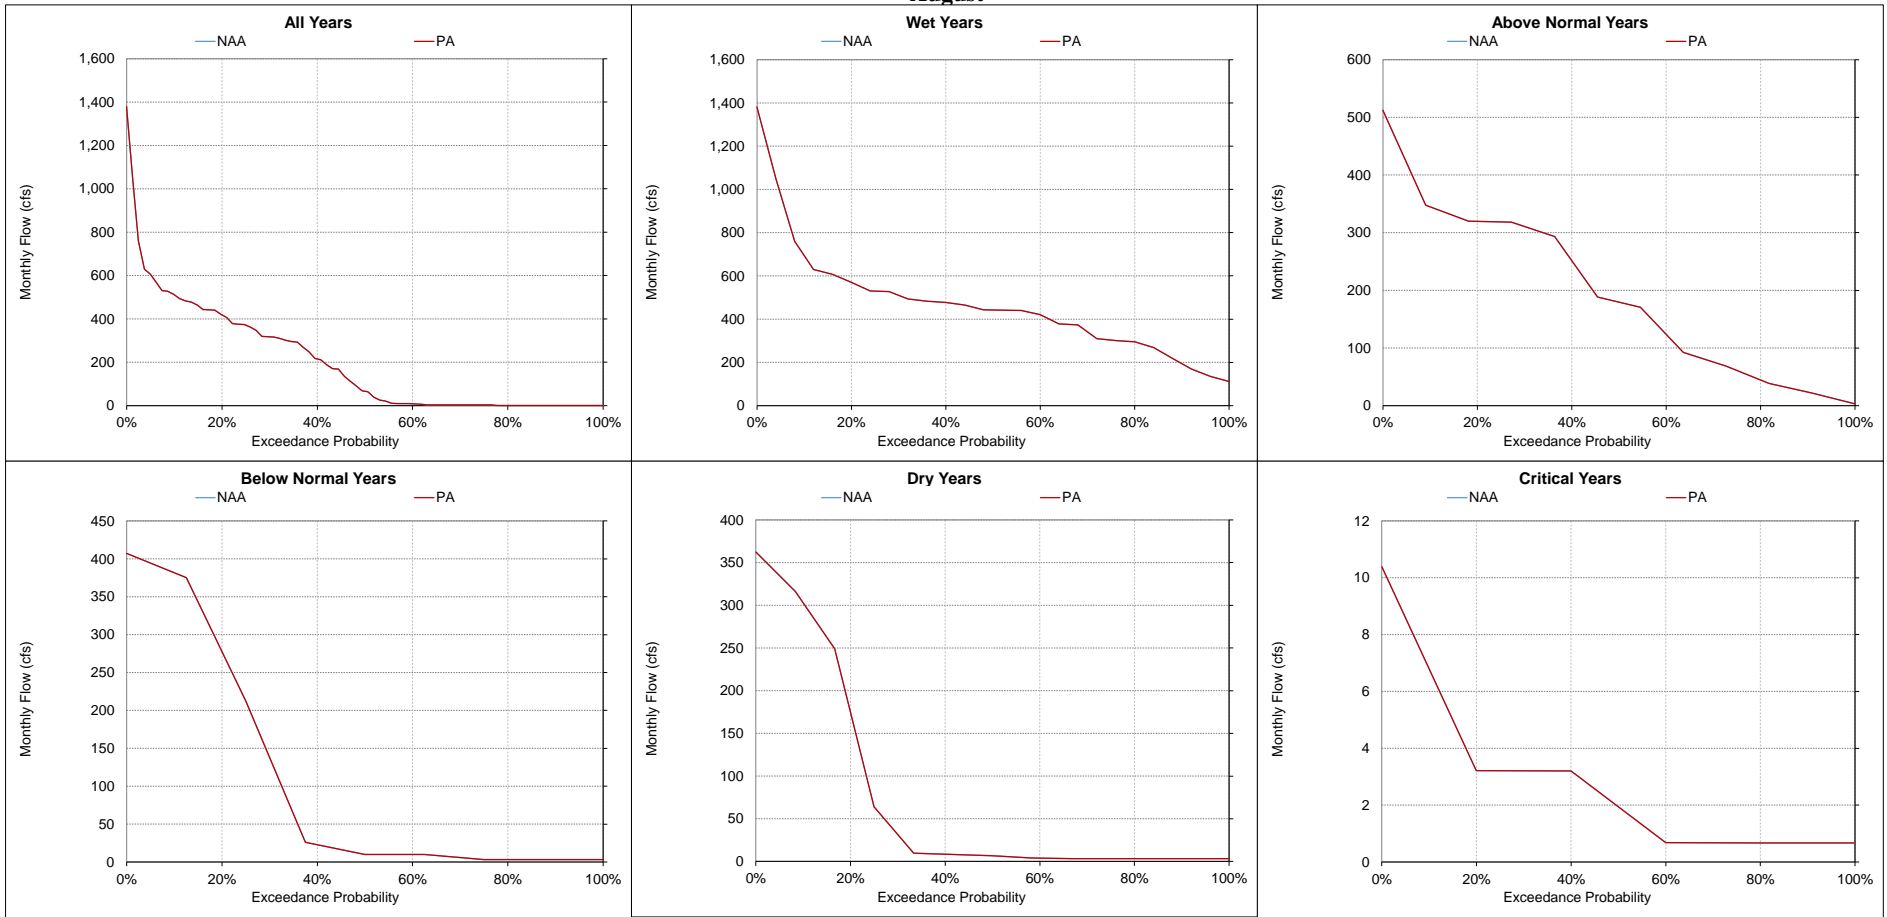 August
All Years
NAA PA
1,600
1,400
1,200
1,000
800
600
400
200
0
0% 20% 40% 60% 80% 100%
Monthly Flow (cfs)
Exceedance Probability
Wet Years
NAA PA
1,600
1,400
1,200
1,000
800
600
400
200
0
0% 20% 40% 60% 80% 100%
Monthly Flow (cfs)
Exceedance Probability
Above Normal Years
NAA PA
600
500
400
300
200
100
0
0% 20% 40% 60% 80% 100%
Monthly Flow (cfs)
Exceedance Probability
Below Normal Years
NAA PA
450
400
350
300
250
200
150
100
50
0
0% 20% 40% 60% 80% 100%
Monthly Flow (cfs)
Exceedance Probability
Dry Years
NAA PA
400
350
300
250
200
150
100
50
0
0% 20% 40% 60% 80% 100%
Monthly Flow (cfs)
Exceedance Probability
Critical Years
NAA PA
12
10
8
6
4
2
0
0% 20% 40% 60% 80% 100%
Monthly Flow (cfs)
Exceedance Probability